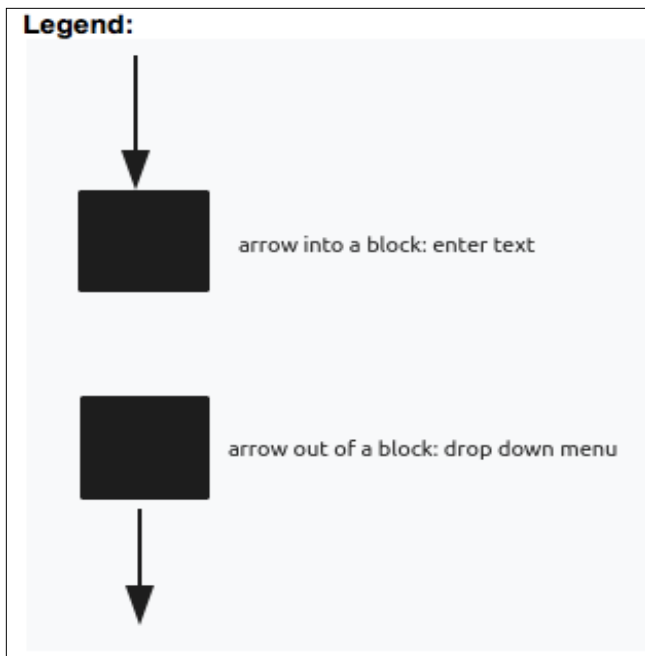 Legend:
arrow into a block: enter text
arrow out of a block: drop down menu